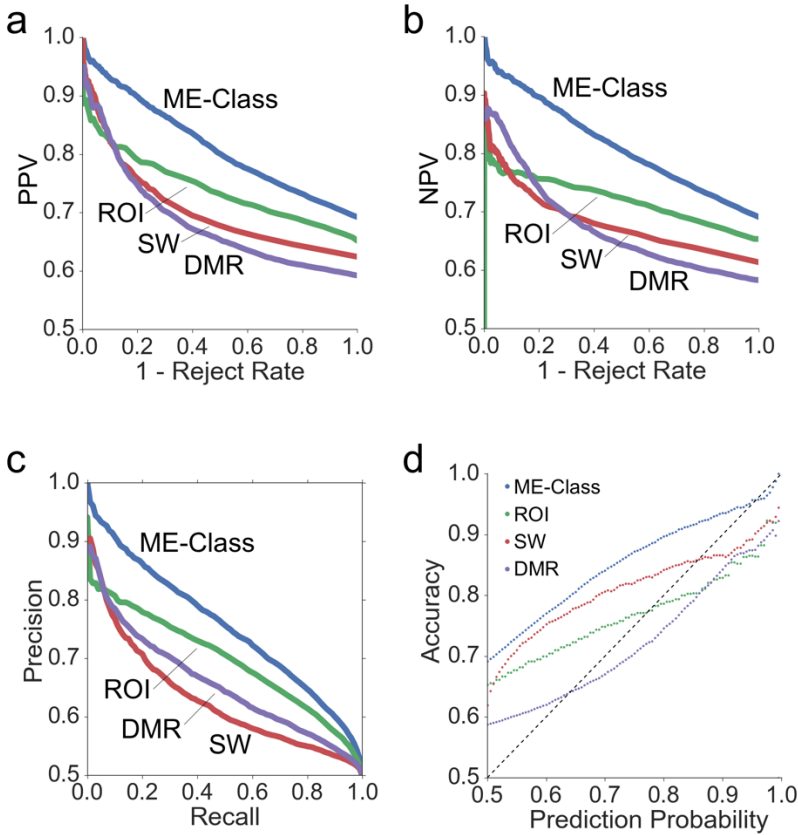 a
1.0
0.9
0.8
0.7
0.6
0.5
PPV
ME-Class
ROI
SW
DMR
0.0 0.2 0.4 0.6 0.8 1.0
1 - Reject Rate
b
1.0
0.9
0.8
0.7
0.6
0.5
NPV
ME-Class
ROI
SW
DMR
0.0 0.2 0.4 0.6 0.8 1.0
1 - Reject Rate
c
1.0
0.9
0.8
0.7
0.6
0.5
Precision
ME-Class
ROI
DMR
SW
0.0 0.2 0.4 0.6 0.8 1.0
Recall
d
1.0
0.9
0.8
0.7
0.6
0.5
Accuracy
ME-Class
ROI
SW
DMR
0.5 0.6 0.7 0.8 0.9 1.0
Prediction Probability